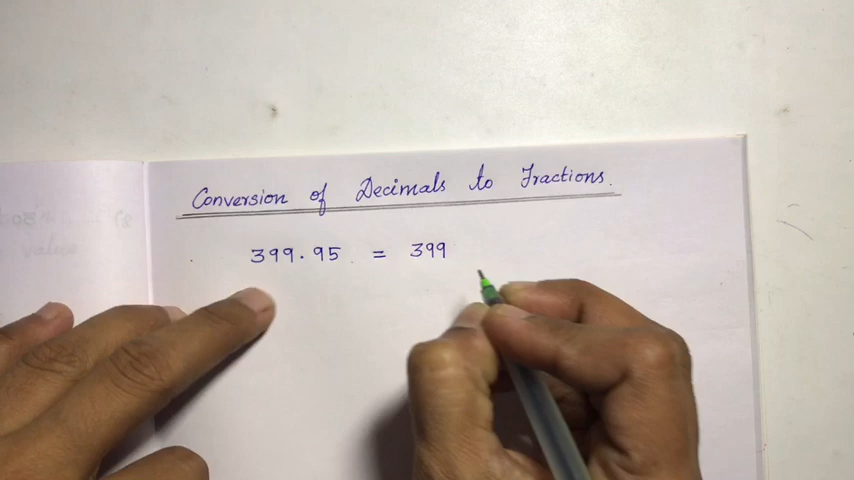 Conversion of Decimals to Fractions.
399.95 = 399